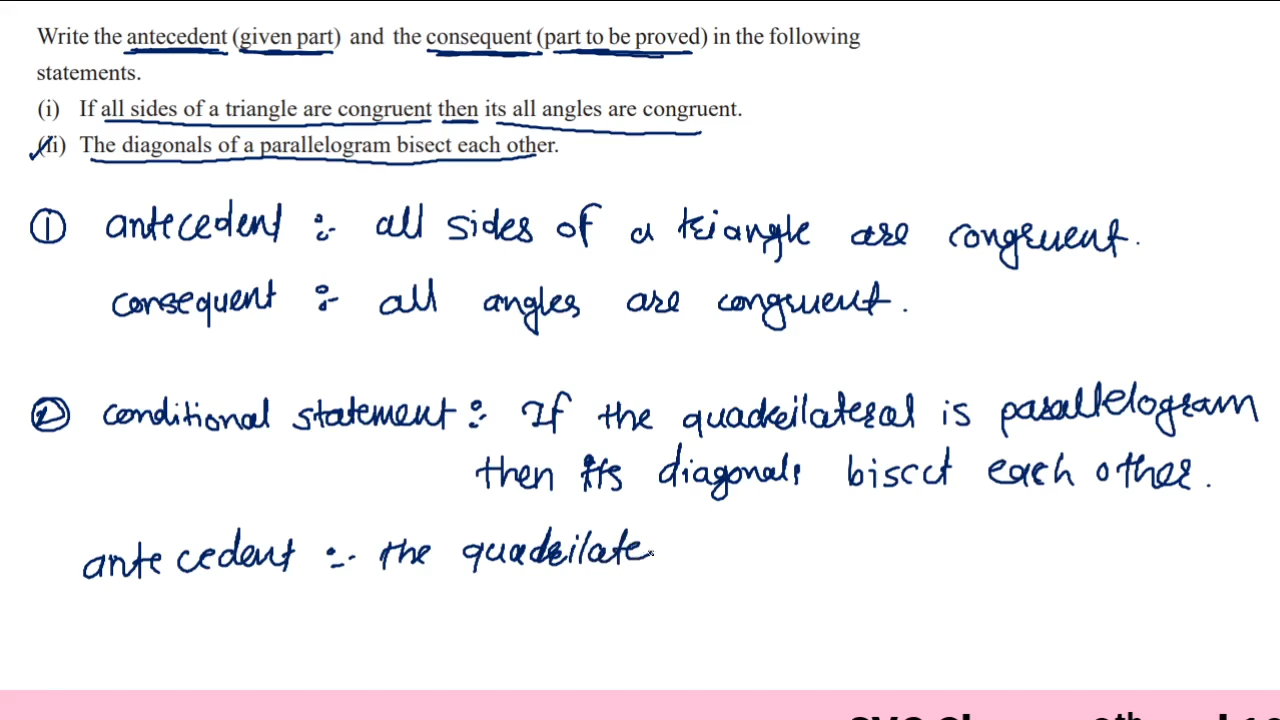 Write the antecedent (given part) and the consequent (part to be proved) in the following
statements.
(i) If all sides of a triangle are congruent then its all angles are congruent.
(ii) The diagonals of a parallelogram bisect each other.
① antecedent :- all sides of a triangle are congruent.
consequent :- all angles are congruent.
② conditional statement :- If the quadrilateral is parallelogram
then its diagonals bisect each other.
antecedent :- the quadrilate